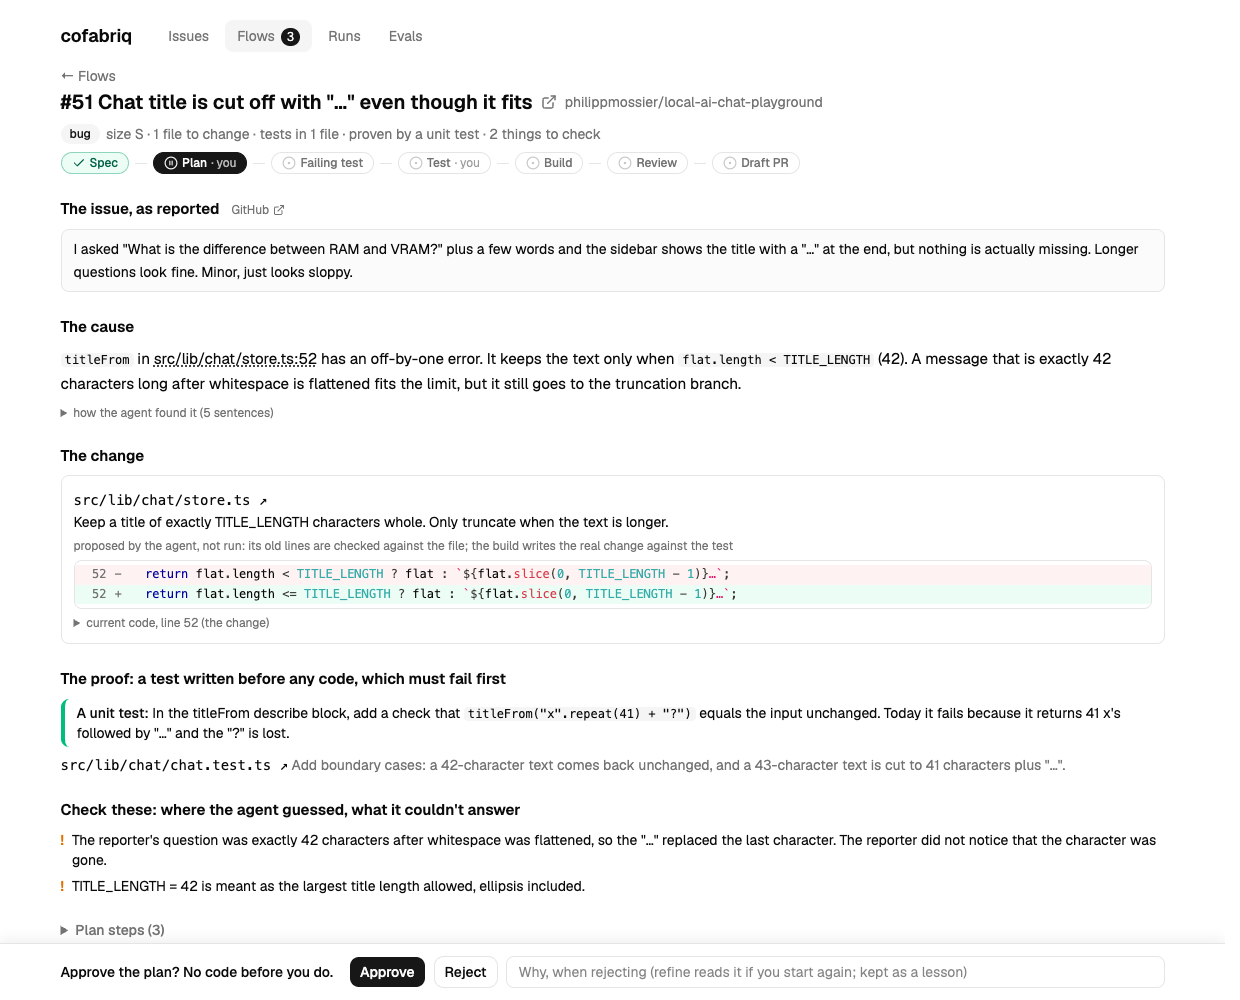 cofabriq Issues Flows 3 Runs Evals
← Flows
#51 Chat title is cut off with "…" even though it fits philippmossier/local-ai-chat-playground
bug size S · 1 file to change · tests in 1 file · proven by a unit test · 2 things to check
Spec Plan · you Failing test Test · you Build Review Draft PR
The issue, as reported GitHub
I asked "What is the difference between RAM and VRAM?" plus a few words and the sidebar shows the title with a "…" at the end, but nothing is actually missing. Longer
questions look fine. Minor, just looks sloppy.
The cause
titleFrom in src/lib/chat/store.ts:52 has an off-by-one error. It keeps the text only when flat.length < TITLE_LENGTH (42). A message that is exactly 42
characters long after whitespace is flattened fits the limit, but it still goes to the truncation branch.
▶ how the agent found it (5 sentences)
The change
src/lib/chat/store.ts ↗
Keep a title of exactly TITLE_LENGTH characters whole. Only truncate when the text is longer.
proposed by the agent, not run: its old lines are checked against the file; the build writes the real change against the test
52 − return flat.length < TITLE_LENGTH ? flat : `${flat.slice(0, TITLE_LENGTH - 1)}…`;
52 + return flat.length <= TITLE_LENGTH ? flat : `${flat.slice(0, TITLE_LENGTH - 1)}…`;
▶ current code, line 52 (the change)
The proof: a test written before any code, which must fail first
A unit test: In the titleFrom describe block, add a check that titleFrom("x".repeat(41) + "?") equals the input unchanged. Today it fails because it returns 41 x's
followed by "…" and the "?" is lost.
src/lib/chat/chat.test.ts ↗ Add boundary cases: a 42-character text comes back unchanged, and a 43-character text is cut to 41 characters plus "…".
Check these: where the agent guessed, what it couldn't answer
! The reporter's question was exactly 42 characters after whitespace was flattened, so the "…" replaced the last character. The reporter did not notice that the character was
gone.
! TITLE_LENGTH = 42 is meant as the largest title length allowed, ellipsis included.
▶ Plan steps (3)
Approve the plan? No code before you do. Approve Reject Why, when rejecting (refine reads it if you start again; kept as a lesson)